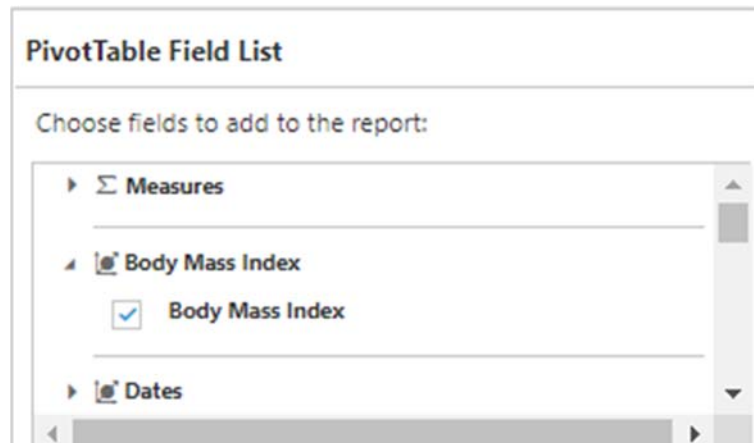 PivotTable Field List
Choose fields to add to the report:
Σ Measures
Body Mass Index
Body Mass Index
Dates